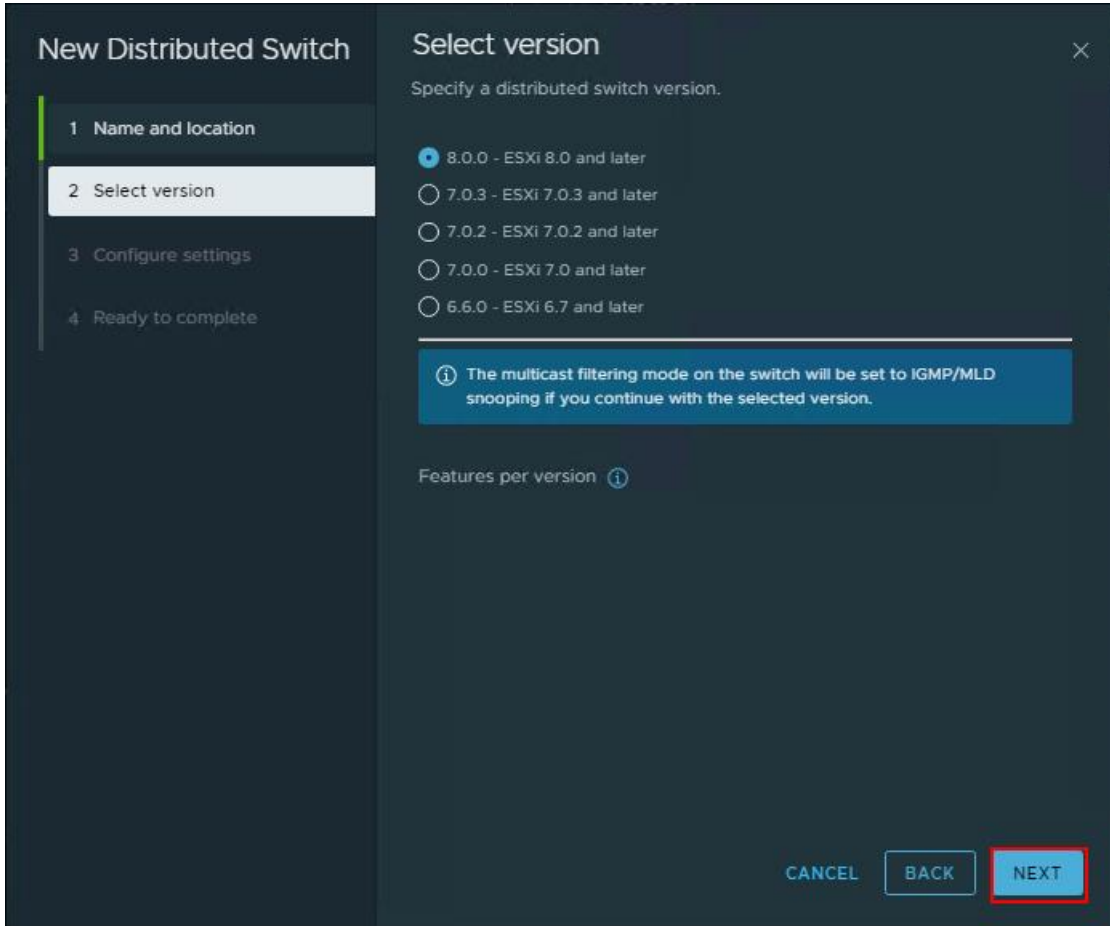 New Distributed Switch
1 Name and location
2 Select version
3 Configure settings
4 Ready to complete
Select version
Specify a distributed switch version.
8.0.0 - ESXi 8.0 and later
7.0.3 - ESXi 7.0.3 and later
7.0.2 - ESXi 7.0.2 and later
7.0.0 - ESXi 7.0 and later
6.6.0 - ESXi 6.7 and later
The multicast filtering mode on the switch will be set to IGMP/MLD
snooping if you continue with the selected version.
Features per version
CANCEL
BACK
NEXT